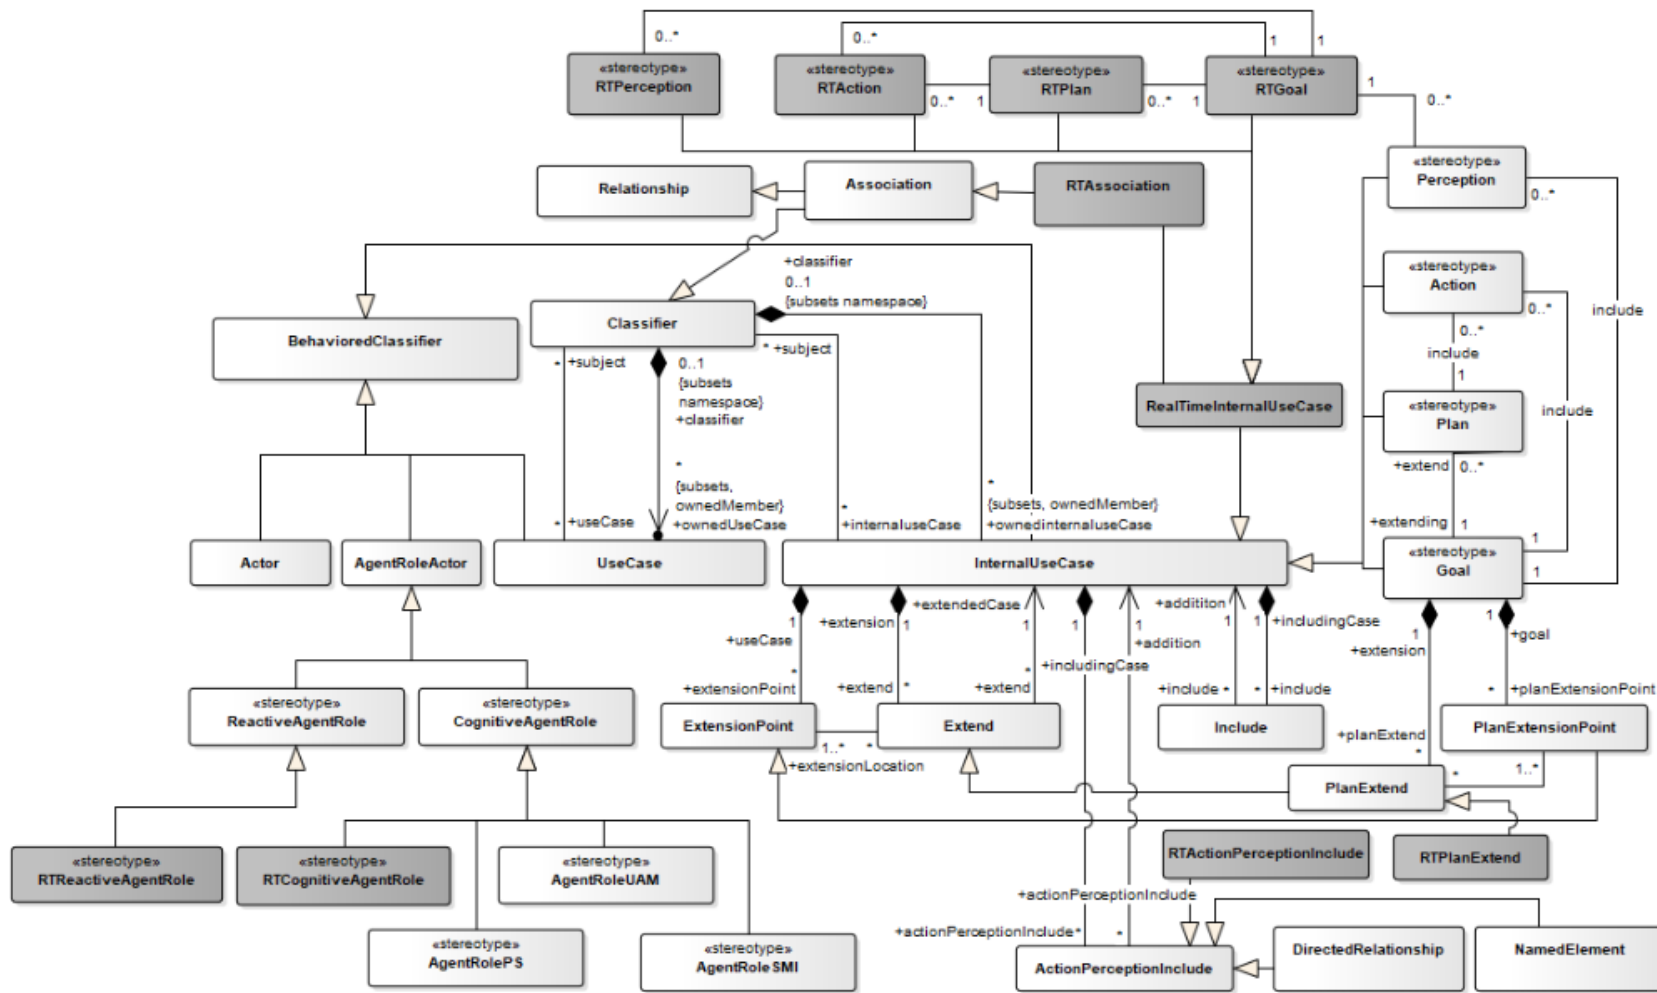 0..*
0..*
1
1
«stereotype»
RTPerception
«stereotype»
RTAction
«stereotype»
RTPlan
«stereotype»
RTGoal
0..*
1
0..*
1
1
0..*
«stereotype»
Perception
0..*
Relationship
Association
RTAssociation
+classifier
0..1
{subsets namespace}
«stereotype»
Action
0..*
0..*
include
include
1
include
Classifier
BehavioredClassifier
*
+subject
0..1
{subsets
namespace}
+classifier
*
+subject
RealTimeInternalUseCase
«stereotype»
Plan
+extend
0..*
*
{subsets,
ownedMember}
+ownedUseCase
*
+useCase
*
+internaluseCase
*
{subsets, ownedMember}
+ownedinternaluseCase
+extending
1
1
1
Actor
AgentRoleActor
UseCase
InternalUseCase
«stereotype»
Goal
1
+useCase
+extension
1
+extendedCase
1
1
+includingCase
1
+addition
+addititon
1
1
+includingCase
1
+extension
1
+goal
*
+extensionPoint
+extend
*
*
+extend
+include
*
*
+include
*
+planExtensionPoint
«stereotype»
ReactiveAgentRole
«stereotype»
CognitiveAgentRole
ExtensionPoint
Extend
Include
PlanExtensionPoint
1..*
*
+extensionLocation
+planExtend
*
*
1..*
PlanExtend
«stereotype»
RTReactiveAgentRole
«stereotype»
RTCognitiveAgentRole
«stereotype»
AgentRoleUAM
RTActionPerceptionInclude
RTPlanExtend
+actionPerceptionInclude
+actionPerceptionInclude*
*
«stereotype»
AgentRolePS
«stereotype»
AgentRoleSMI
ActionPerceptionInclude
DirectedRelationship
NamedElement